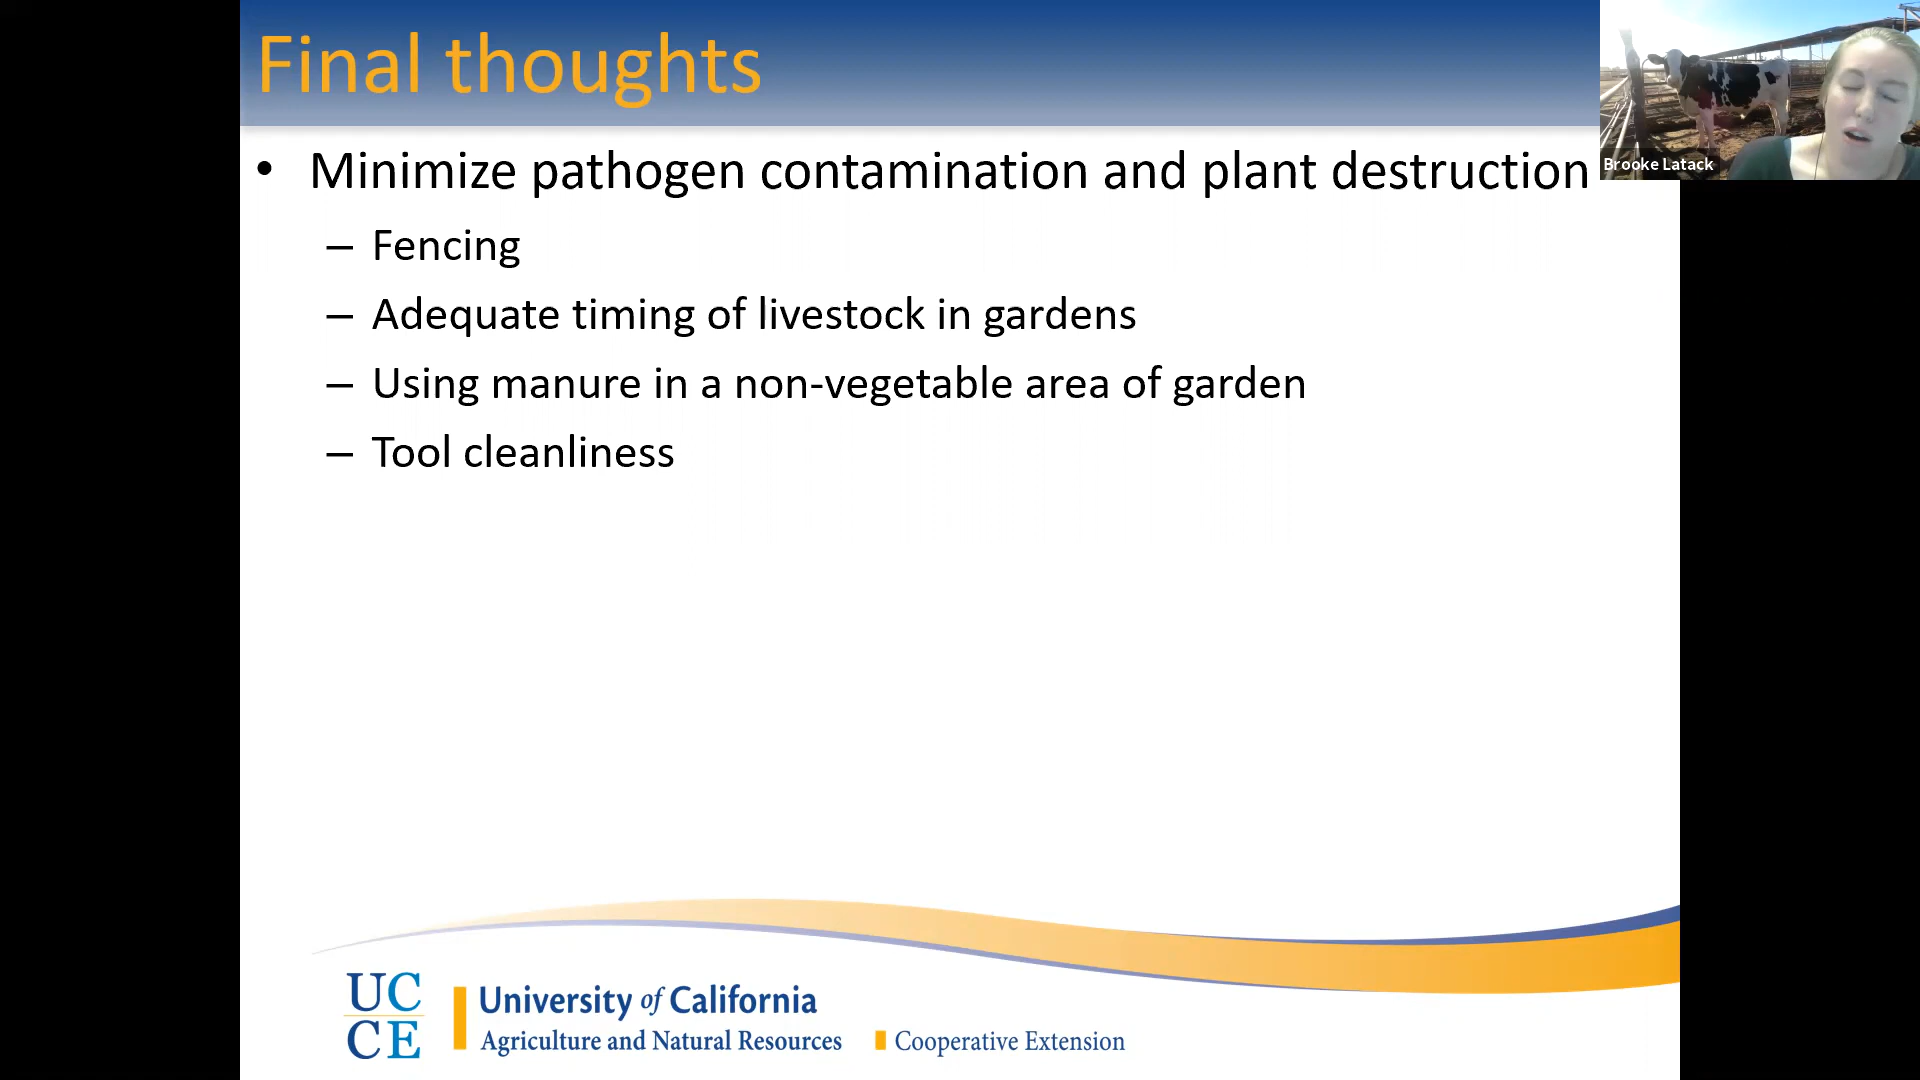 Final thoughts
• Minimize pathogen contamination and plant destruction
– Fencing
– Adequate timing of livestock in gardens
– Using manure in a non-vegetable area of garden
– Tool cleanliness
Brooke Latack
UC
CE
University of California
Agriculture and Natural Resources
Cooperative Extension